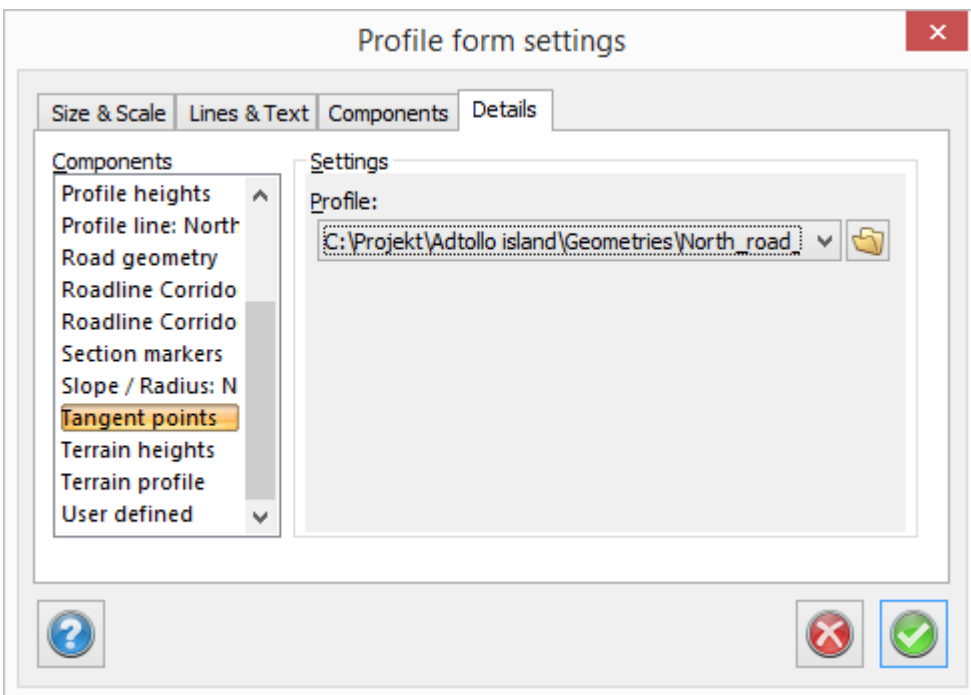 Profile form settings
Size & Scale Lines & Text Components Details
Components
Profile heights
Profile line: North
Road geometry
Roadline Corrido
Roadline Corrido
Section markers
Slope / Radius: N
Tangent points
Terrain heights
Terrain profile
User defined
Settings
Profile:
C:\Projekt\Adtollo island\Geometries\North_road_